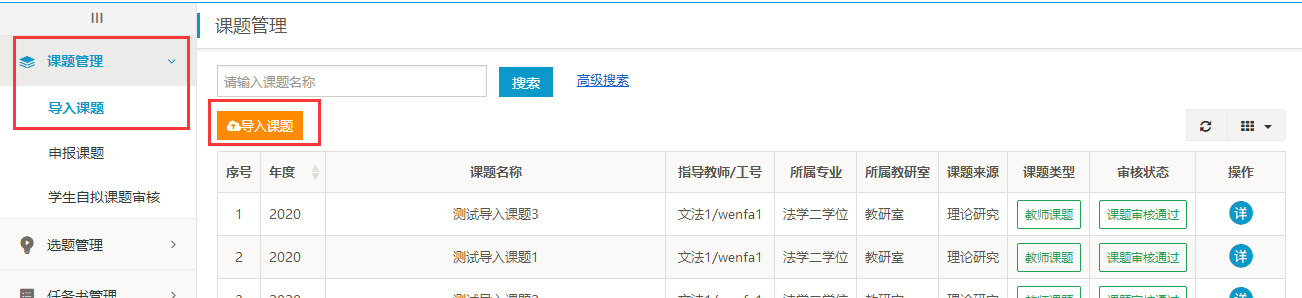 课题管理
课题管理
导入课题
申报课题
学生自拟课题审核
选题管理
任务书管理
请输入课题名称 搜索 高级搜索
导入课题
序号 年度 课题名称 指导教师/工号 所属专业 所属教研室 课题来源 课题类型 审核状态 操作
1 2020 测试导入课题3 文法1/wenfa1 法学二学位 教研室 理论研究 教师课题 课题审核通过 详
2 2020 测试导入课题1 文法1/wenfa1 法学二学位 教研室 理论研究 教师课题 课题审核通过 详